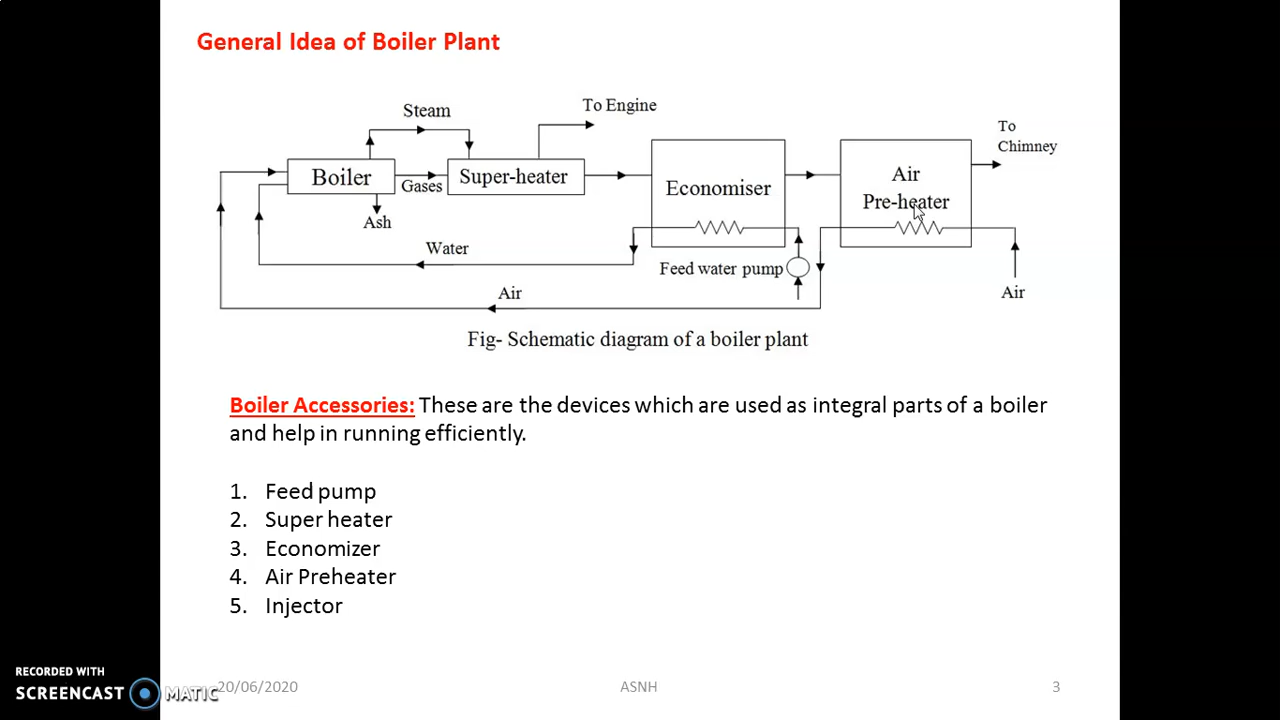 General Idea of Boiler Plant
Steam
To Engine
To
Chimney
Boiler
Gases
Super-heater
Economiser
Air
Pre-heater
Ash
Water
Feed water pump
Air
Air
Fig- Schematic diagram of a boiler plant
Boiler Accessories: These are the devices which are used as integral parts of a boiler
and help in running efficiently.
1. Feed pump
2. Super heater
3. Economizer
4. Air Preheater
5. Injector
RECORDED WITH
SCREENCAST MATIC
20/06/2020
ASNH
3